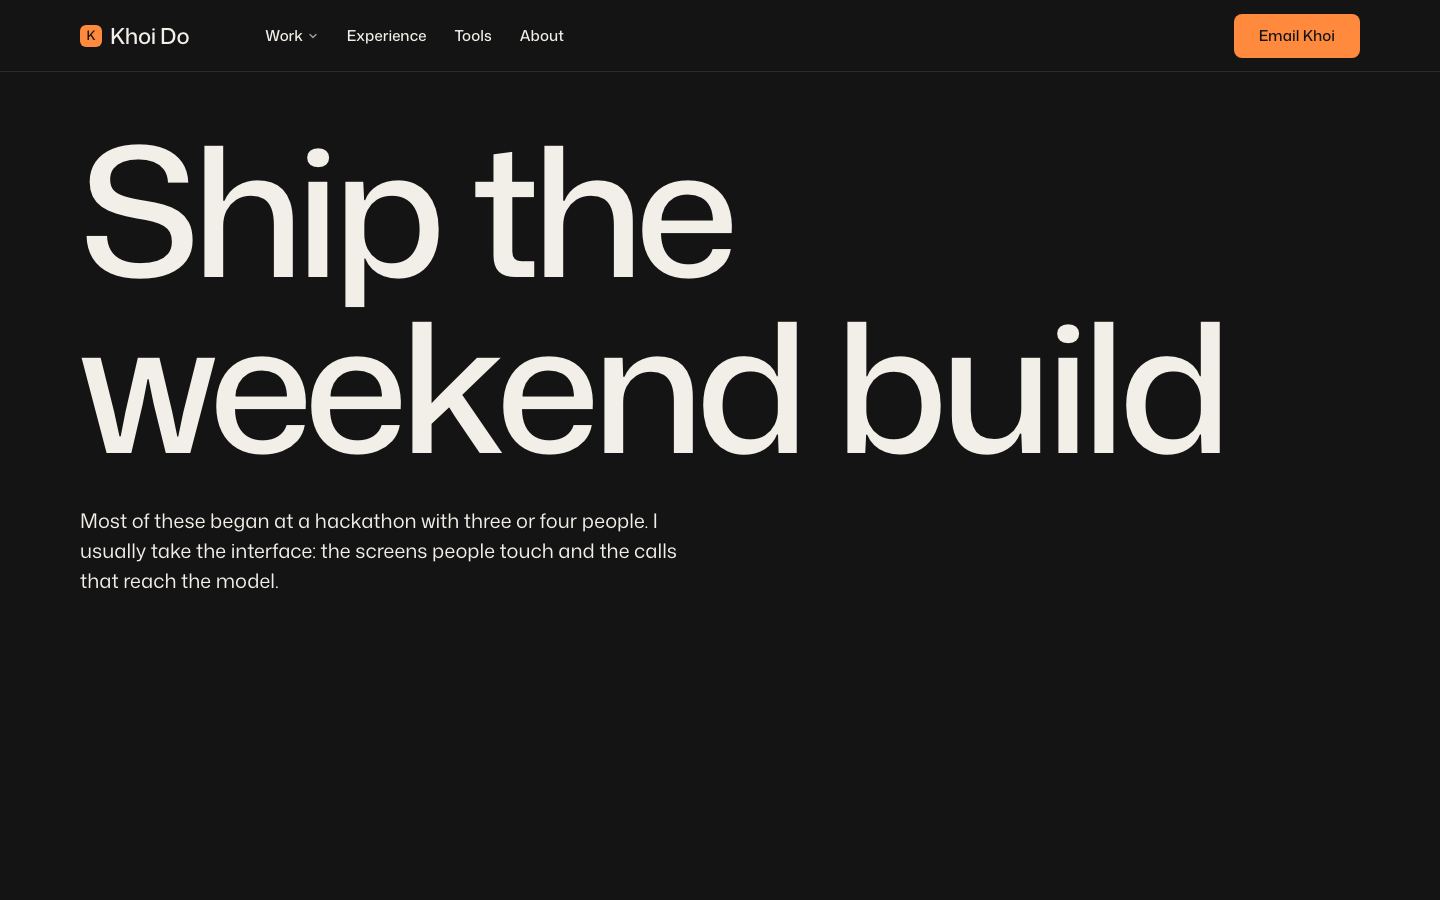 K Khoi Do
Work
Experience
Tools
About
Email Khoi
Ship the
weekend build
Most of these began at a hackathon with three or four people. I
usually take the interface: the screens people touch and the calls
that reach the model.